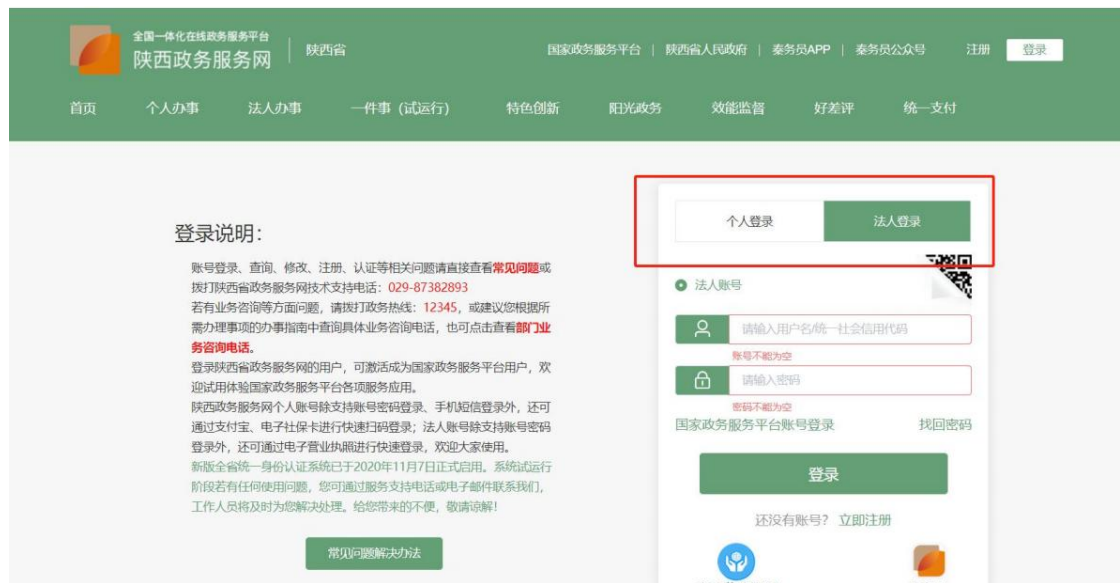 全国一体化在线政务服务平台
陕西政务服务网
陕西省
国家政务服务平台 | 陕西省人民政府 | 秦务员APP | 秦务员公众号
注册
登录
首页
个人办事
法人办事
一件事（试运行）
特色创新
阳光政务
效能监督
好差评
统一支付
登录说明：
账号登录、查询、修改、注册、认证等相关问题请直接查看常见问题或
拨打陕西省政务服务网技术支持电话：029-87382893
若有业务咨询等方面问题，请拨打政务热线：12345，或建议您根据所
需办理事项的办事指南中查询具体业务咨询电话，也可点击查看部门业
务咨询电话。
登录陕西省政务服务网的用户，可激活成为国家政务服务平台用户，欢
迎试用体验国家政务服务平台各项服务应用。
陕西政务服务网个人账号除支持账号密码登录、手机短信登录外，还可
通过支付宝、电子社保卡进行快速扫码登录；法人账号除支持账号密码
登录外，还可通过电子营业执照进行快速登录，欢迎大家使用。
新版全省统一身份认证系统已于2020年11月7日正式启用。系统试运行
阶段若有任何使用问题，您可通过服务支持电话或电子邮件联系我们，
工作人员将及时为您解决处理。给您带来的不便，敬请谅解！
常见问题解决办法
个人登录
法人登录
法人账号
请输入用户名/统一社会信用代码
账号不能为空
请输入密码
密码不能为空
国家政务服务平台账号登录
找回密码
登录
还没有账号？ 立即注册